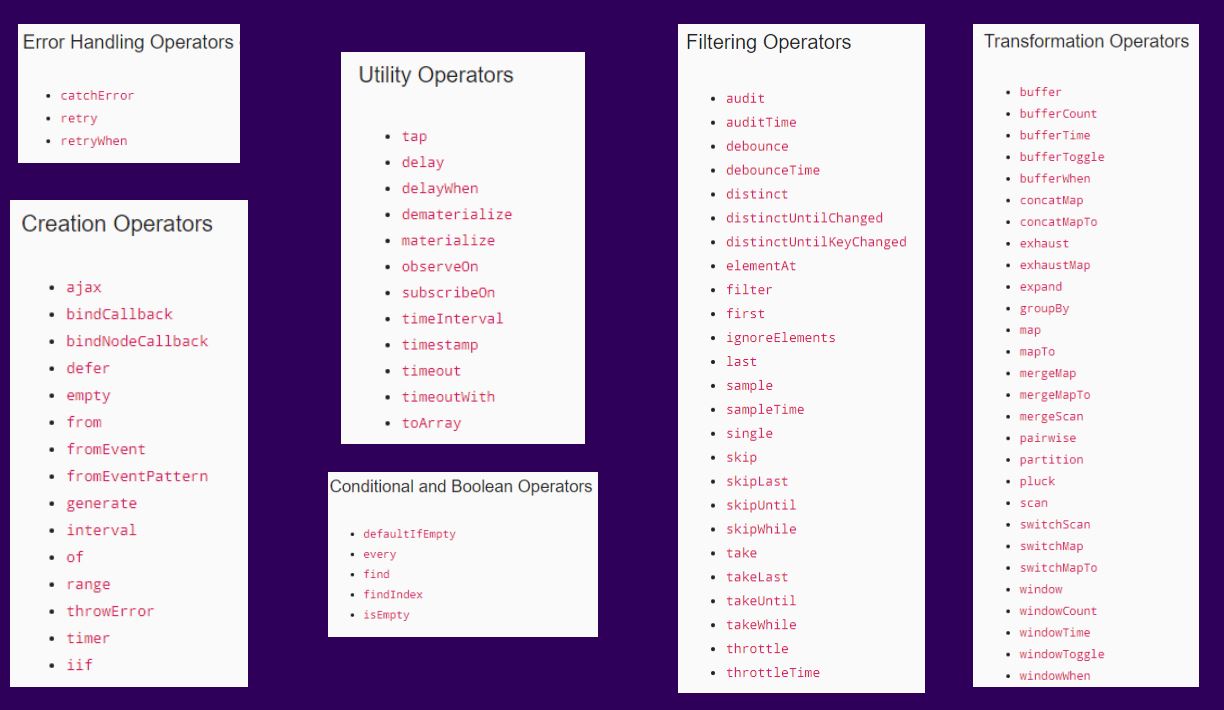 Error Handling Operators
catchError
retry
retryWhen
Creation Operators
ajax
bindCallback
bindNodeCallback
defer
empty
from
fromEvent
fromEventPattern
generate
interval
of
range
throwError
timer
iif
Utility Operators
tap
delay
delayWhen
dematerialize
materialize
observeOn
subscribeOn
timeInterval
timestamp
timeout
timeoutWith
toArray
Conditional and Boolean Operators
defaultIfEmpty
every
find
findIndex
isEmpty
Filtering Operators
audit
auditTime
debounce
debounceTime
distinct
distinctUntilChanged
distinctUntilKeyChanged
elementAt
filter
first
ignoreElements
last
sample
sampleTime
single
skip
skipLast
skipUntil
skipWhile
take
takeLast
takeUntil
takeWhile
throttle
throttleTime
Transformation Operators
buffer
bufferCount
bufferTime
bufferToggle
bufferWhen
concatMap
concatMapTo
exhaust
exhaustMap
expand
groupBy
map
mapTo
mergeMap
mergeMapTo
mergeScan
pairwise
partition
pluck
scan
switchScan
switchMap
switchMapTo
window
windowCount
windowTime
windowToggle
windowWhen